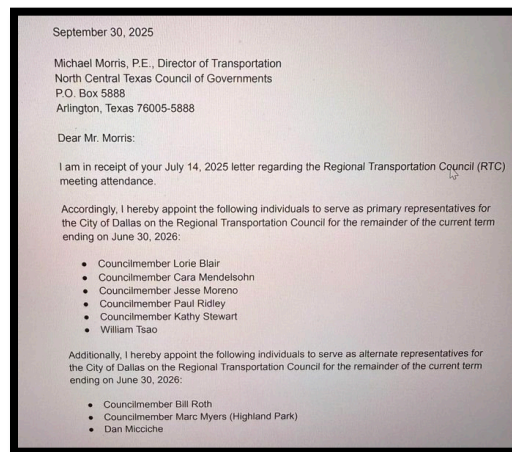 September 30, 2025
Michael Morris, P.E., Director of Transportation
North Central Texas Council of Governments
P.O. Box 5888
Arlington, Texas 76005-5888
Dear Mr. Morris:
I am in receipt of your July 14, 2025 letter regarding the Regional Transportation Council (RTC)
meeting attendance.
Accordingly, I hereby appoint the following individuals to serve as primary representatives for
the City of Dallas on the Regional Transportation Council for the remainder of the current term
ending on June 30, 2026:
• Councilmember Lorie Blair
• Councilmember Cara Mendelsohn
• Councilmember Jesse Moreno
• Councilmember Paul Ridley
• Councilmember Kathy Stewart
• William Tsao
Additionally, I hereby appoint the following individuals to serve as alternate representatives for
the City of Dallas on the Regional Transportation Council for the remainder of the current term
ending on June 30, 2026:
• Councilmember Bill Roth
• Councilmember Marc Myers (Highland Park)
• Dan Micciche